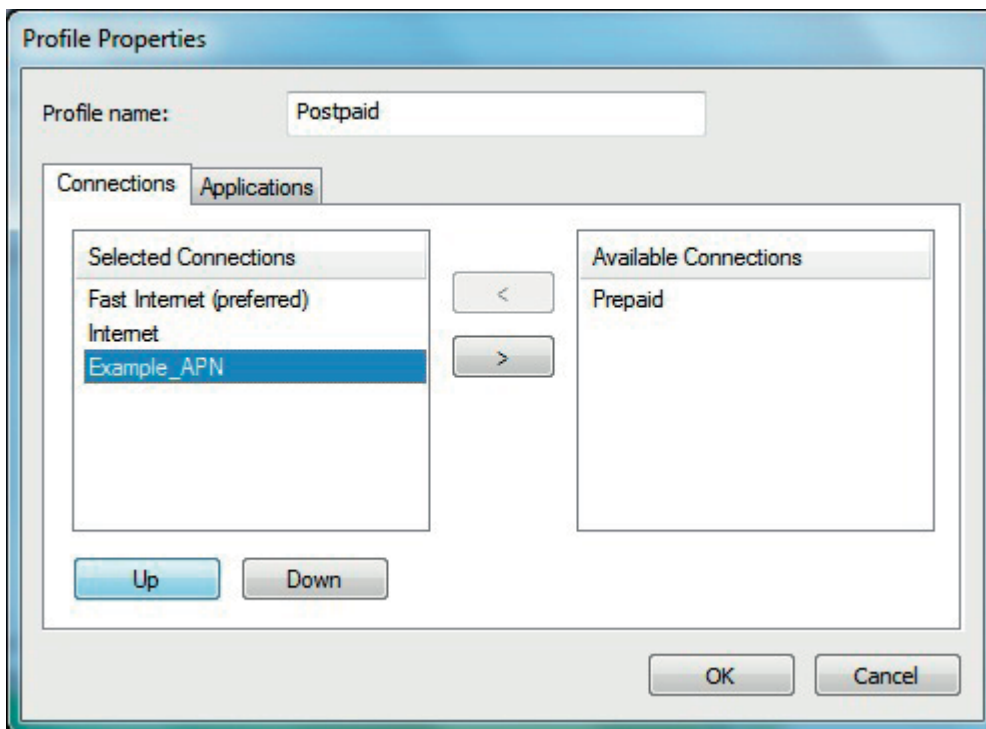 Profile Properties
Profile name: Postpaid
Connections Applications
Selected Connections
Fast Internet (preferred)
Internet
Example_APN
<
>
Available Connections
Prepaid
Up Down
OK Cancel